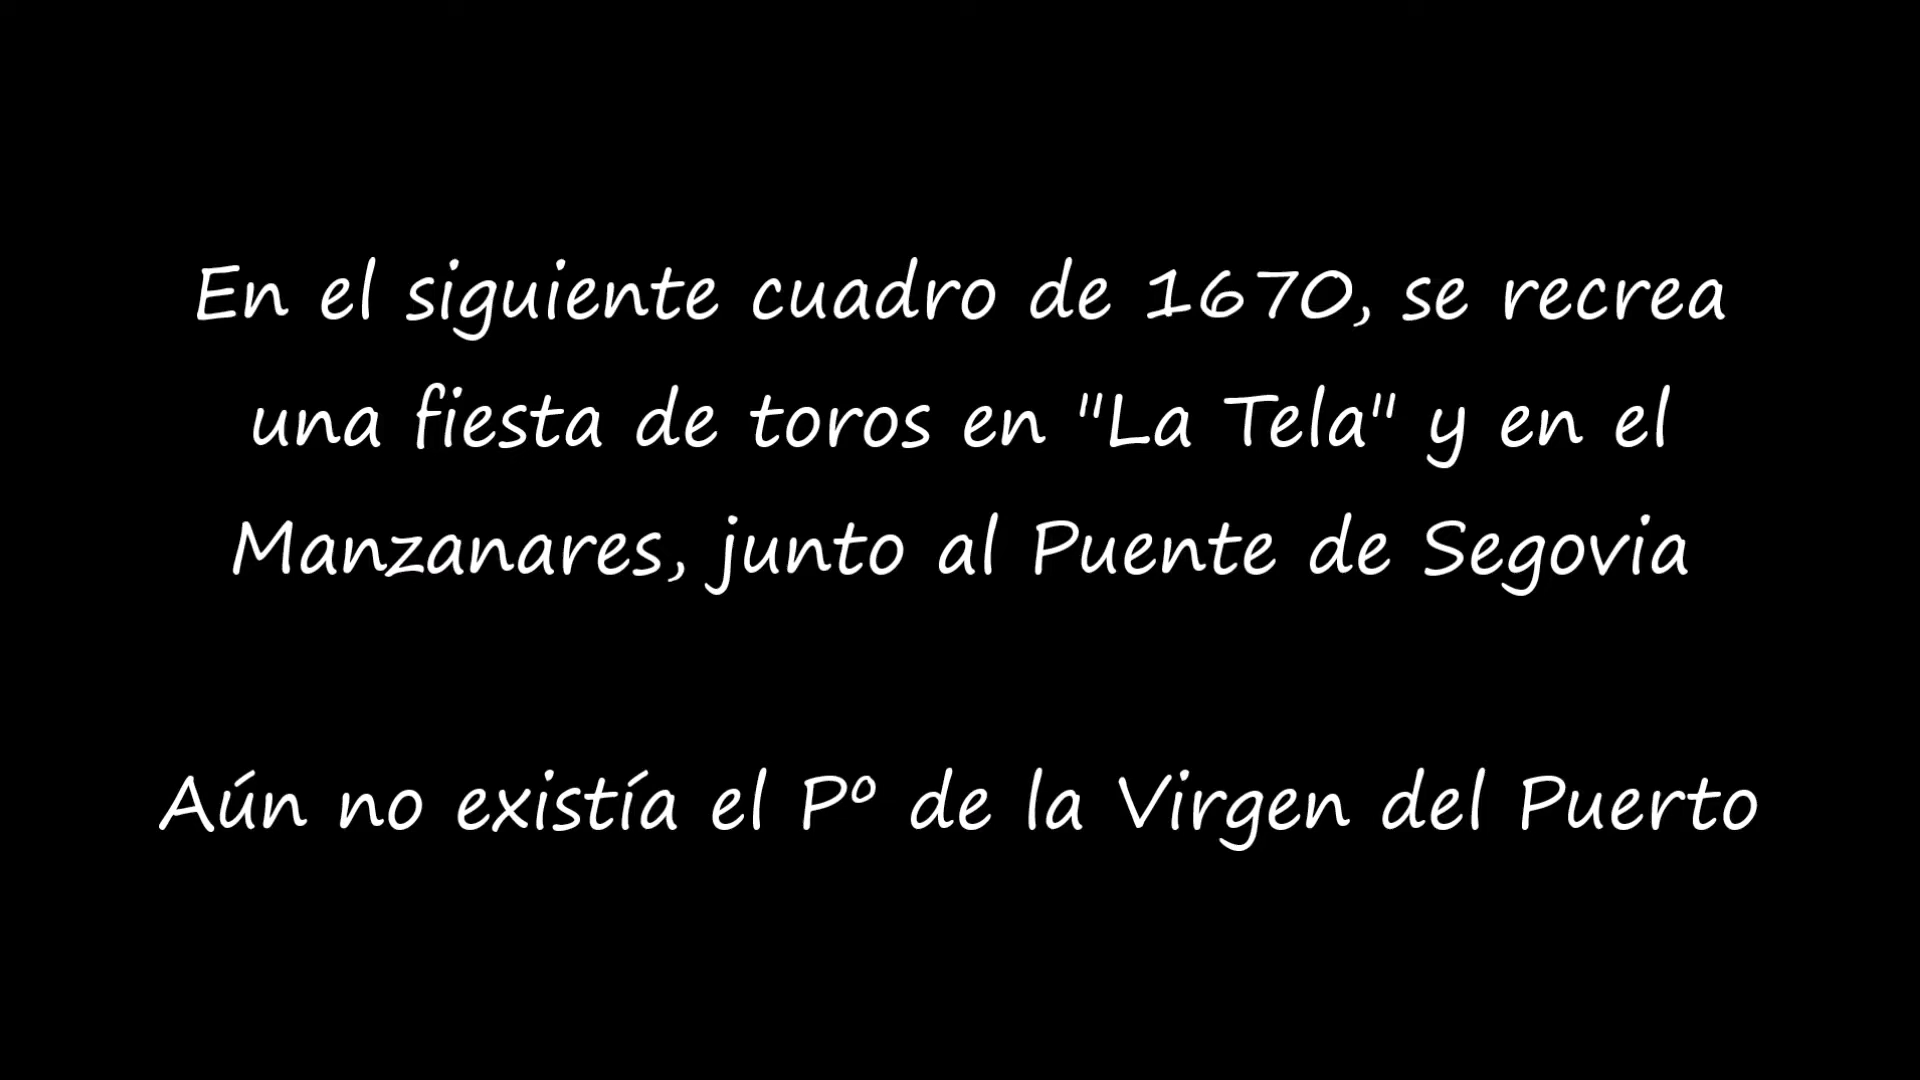 En el siguiente cuadro de 1670, se recrea
una fiesta de toros en "La Tela" y en el
Manzanares, junto al Puente de Segovia
Aún no existía el Pº de la Virgen del Puerto